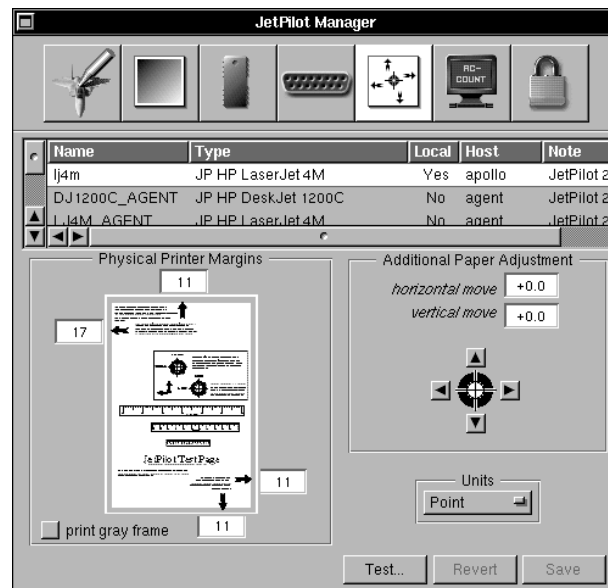 JetPilot Manager
AC-
COUNT
Name Type Local Host Note
lj4m JP HP LaserJet 4M Yes apollo JetPilot 2
DJ1200C_AGENT JP HP DeskJet 1200C No agent JetPilot 2
LJ4M_AGENT JP HP LaserJet 4M No agent JetPilot 2
Physical Printer Margins
11
17
JetPilot Test Page
11
11
print gray frame
Additional Paper Adjustment
horizontal move +0.0
vertical move +0.0
Units
Point
Test... Revert Save